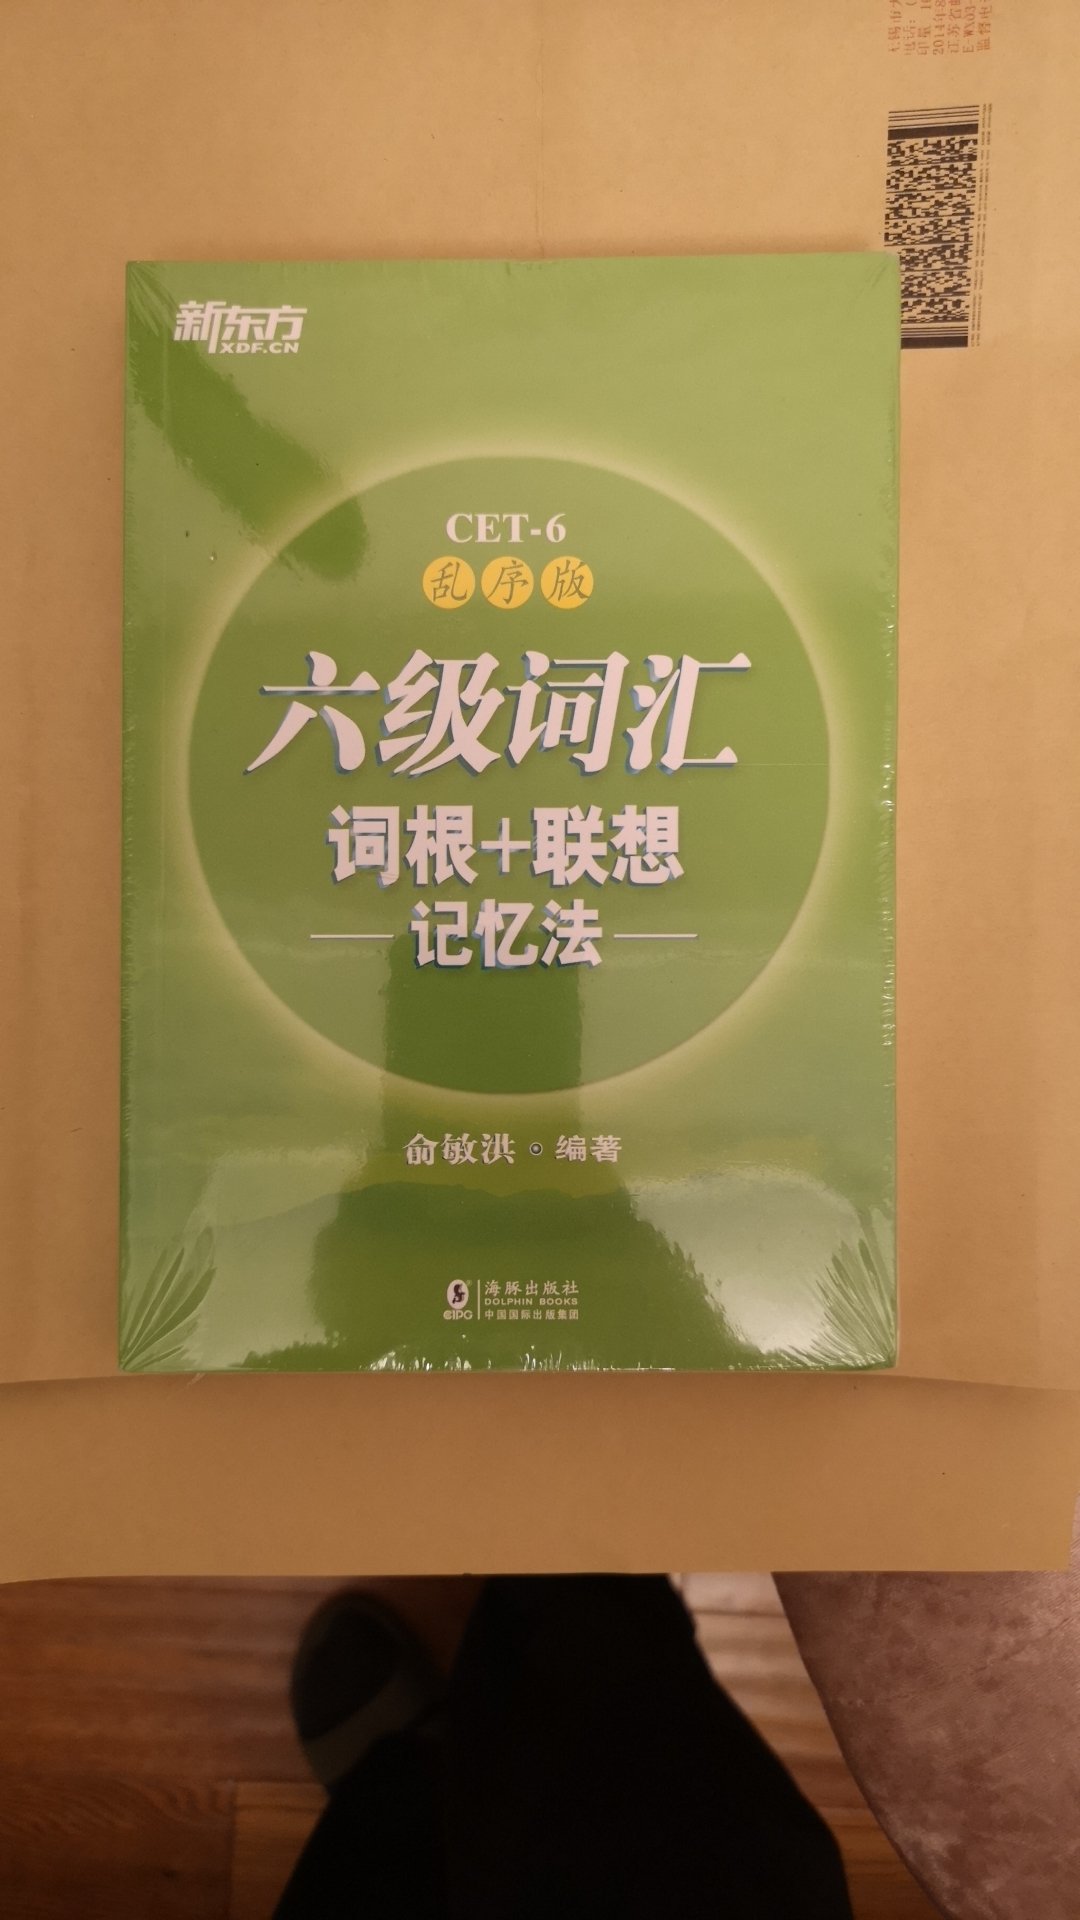 新东方
XDF.CN
CET-6
乱序版
六级词汇
词根+联想
记忆法
俞敏洪·编著
CIPG
海豚出版社
DOLPHIN BOOKS
中国国际出版集团